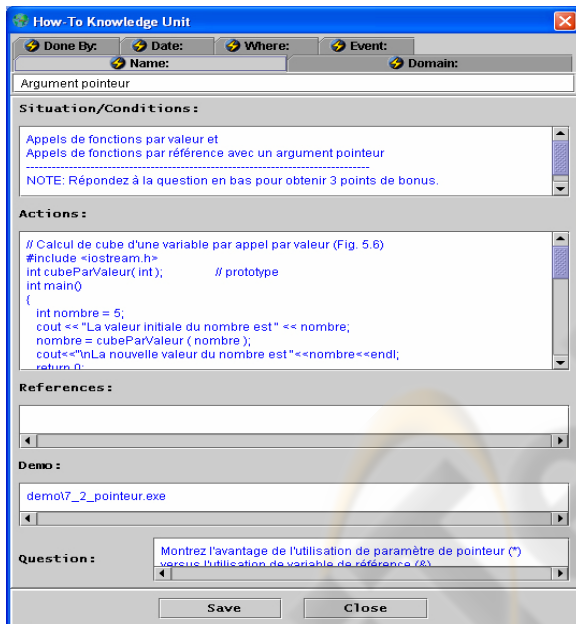 How-To Knowledge Unit
Done By: Date: Where: Event:
Name: Domain:
Argument pointeur
Situation/Conditions:
Appels de fonctions par valeur et
Appels de fonctions par référence avec un argument pointeur
--------------------------------------------------------------------------------
NOTE: Répondez à la question en bas pour obtenir 3 points de bonus.
Actions:
// Calcul de cube d'une variable par appel par valeur (Fig. 5.6)
#include <iostream.h>
int cubeParValeur( int ); // prototype
int main()
{
int nombre = 5;
cout << "La valeur initiale du nombre est " << nombre;
nombre = cubeParValeur ( nombre );
cout<<"\nLa nouvelle valeur du nombre est "<<nombre<<endl;
return 0;
References:
Demo:
demo\7_2_pointeur.exe
Question:
Montrez l'avantage de l'utilisation de paramètre de pointeur (*)
versus l'utilisation de variable de référence (&)
Save Close